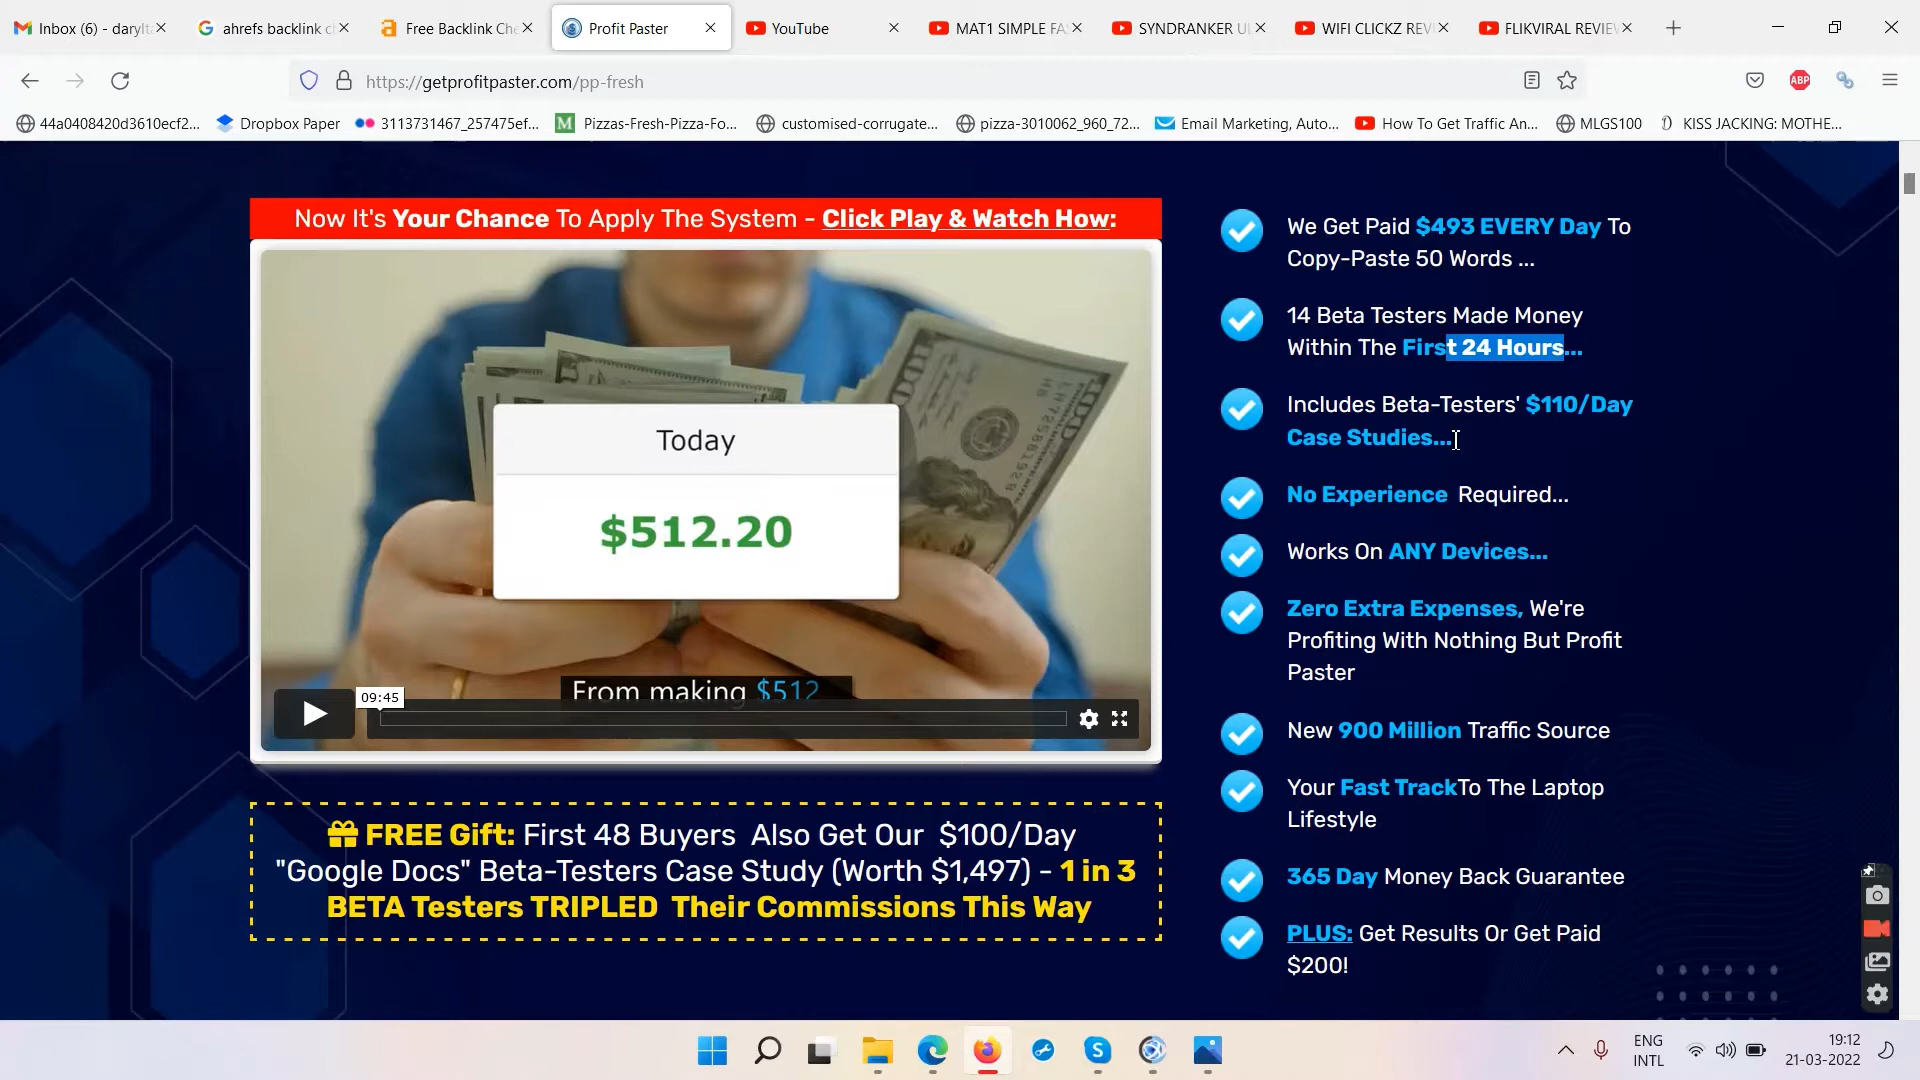 Inbox (6) - darylta
ahrefs backlink ch
Free Backlink Che
Profit Paster
YouTube
MAT1 SIMPLE FA
SYNDRANKER UL
WIFI CLICKZ REV
FLIKVIRAL REVIEW
https://getprofitpaster.com/pp-fresh
ABP
44a0408420d3610ecf2...
Dropbox Paper
3113731467_257475ef...
Pizzas-Fresh-Pizza-Fo...
customised-corrugate...
pizza-3010062_960_72...
Email Marketing, Auto...
How To Get Traffic An...
MLGS100
KISS JACKING: MOTHE...
Now It's Your Chance To Apply The System - Click Play & Watch How:
Today
$512.20
From making $512
09:45
FREE Gift: First 48 Buyers Also Get Our $100/Day
"Google Docs" Beta-Testers Case Study (Worth $1,497) - 1 in 3
BETA Testers TRIPLED Their Commissions This Way
We Get Paid $493 EVERY Day To
Copy-Paste 50 Words ...
14 Beta Testers Made Money
Within The First 24 Hours...
Includes Beta-Testers' $110/Day
Case Studies...
No Experience Required...
Works On ANY Devices...
Zero Extra Expenses, We're
Profiting With Nothing But Profit
Paster
New 900 Million Traffic Source
Your Fast TrackTo The Laptop
Lifestyle
365 Day Money Back Guarantee
PLUS: Get Results Or Get Paid
$200!
ENG
INTL
19:12
21-03-2022